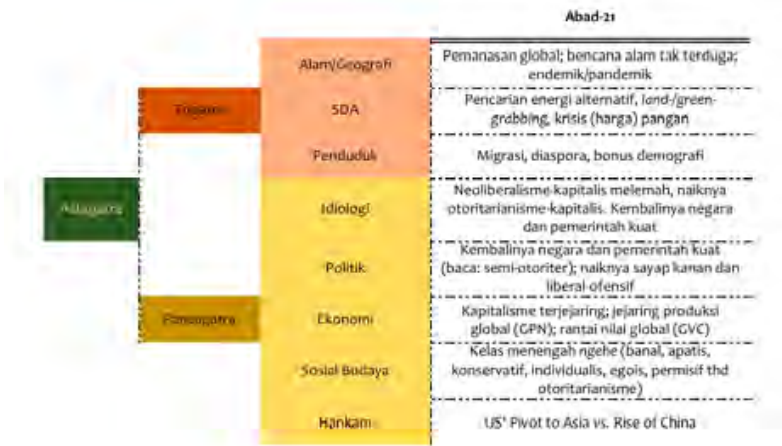 Abad-21
Alam/Geografi
Pemanasan global; bencana alam tak terduga;
endemik/pandemik
Trigatra
SDA
Pencarian energi alternatif, land-/green-
grabbing, krisis (harga) pangan
Penduduk
Migrasi, diaspora, bonus demografi
Astagatra
Idiologi
Neoliberalisme-kapitalis melemah, naiknya
otoritarianisme-kapitalis. Kembalinya negara
dan pemerintah kuat
Politik
Kembalinya negara dan pemerintah kuat
(baca: semi-otoriter); naiknya sayap kanan dan
liberal ofensif
Pancagatra
Ekonomi
Kapitalisme terjejaring; jejaring produksi
global (GPN); rantai nilai global (GVC)
Sosial Budaya
Kelas menengah ngehe (banal, apatis,
konservatif, individualis, egois, permisif thd
otoritarianisme)
Hankam
US' Pivot to Asia vs. Rise of China